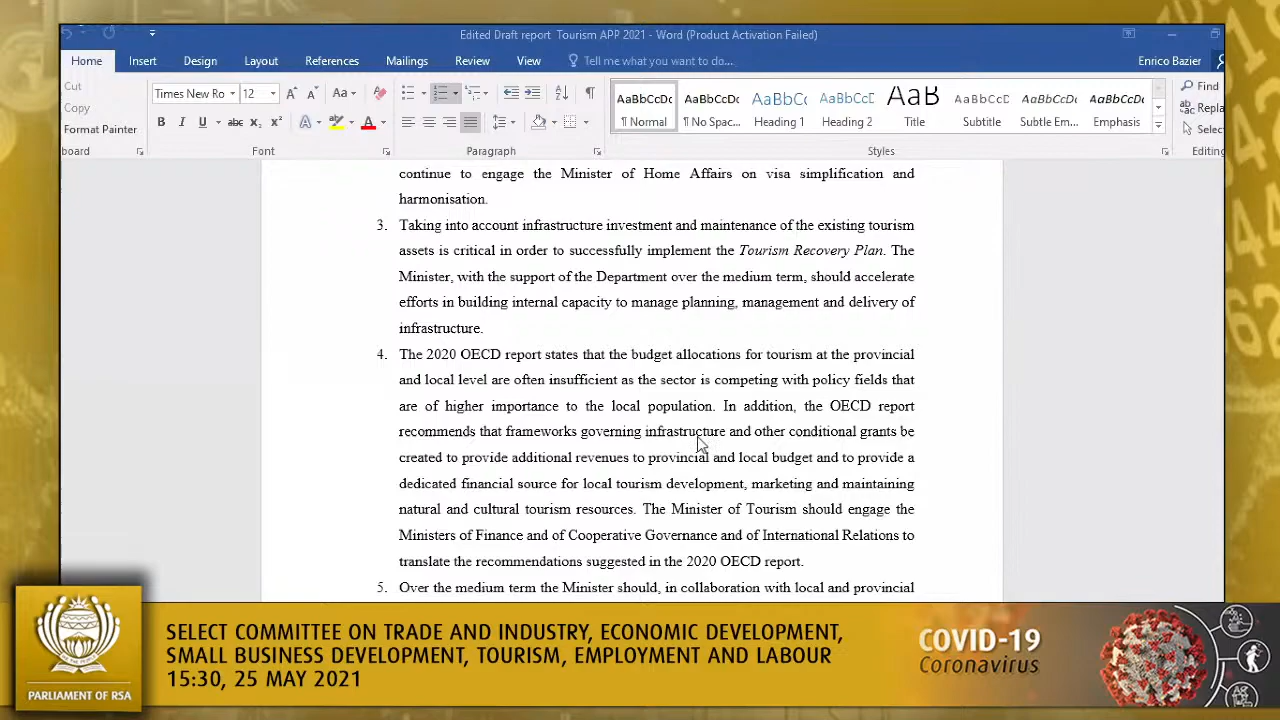 Edited Draft report Tourism APP 2021 - Word (Product Activation Failed)
Home Insert Design Layout References Mailings Review View Tell me what you want to do... Enrico Bazier
Cut
Copy
Format Painter
board
Times New Ro 12 Aa
B I U abc x₂ x² A A
Font
Paragraph
AaBbCcDc AaBbCcDc AaBbCc AaBbCcC AaB AaBbCcD AaBbCcDc AaBbCcDc
¶ Normal ¶ No Spac... Heading 1 Heading 2 Title Subtitle Subtle Em... Emphasis
Styles
Find
Repla
Selec
Editing
continue to engage the Minister of Home Affairs on visa simplification and
harmonisation.
3. Taking into account infrastructure investment and maintenance of the existing tourism
assets is critical in order to successfully implement the Tourism Recovery Plan. The
Minister, with the support of the Department over the medium term, should accelerate
efforts in building internal capacity to manage planning, management and delivery of
infrastructure.
4. The 2020 OECD report states that the budget allocations for tourism at the provincial
and local level are often insufficient as the sector is competing with policy fields that
are of higher importance to the local population. In addition, the OECD report
recommends that frameworks governing infrastructure and other conditional grants be
created to provide additional revenues to provincial and local budget and to provide a
dedicated financial source for local tourism development, marketing and maintaining
natural and cultural tourism resources. The Minister of Tourism should engage the
Ministers of Finance and of Cooperative Governance and of International Relations to
translate the recommendations suggested in the 2020 OECD report.
5. Over the medium term the Minister should, in collaboration with local and provincial
PARLIAMENT OF RSA
SELECT COMMITTEE ON TRADE AND INDUSTRY, ECONOMIC DEVELOPMENT,
SMALL BUSINESS DEVELOPMENT, TOURISM, EMPLOYMENT AND LABOUR
15:30, 25 MAY 2021
COVID-19
Coronavirus